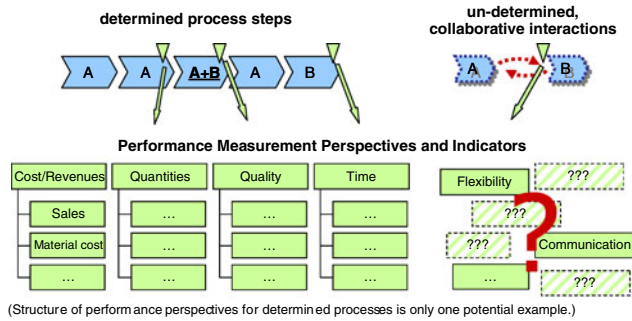 determined process steps
un-determined,
collaborative interactions
A
A
A+B
A
B
A
B
Performance Measurement Perspectives and Indicators
Cost/Revenues
Quantities
Quality
Time
Sales
...
...
...
Material cost
...
...
...
...
...
...
...
Flexibility
???
???
???
Communication
...
???
?
(Structure of performance perspectives for determined processes is only one potential example.)